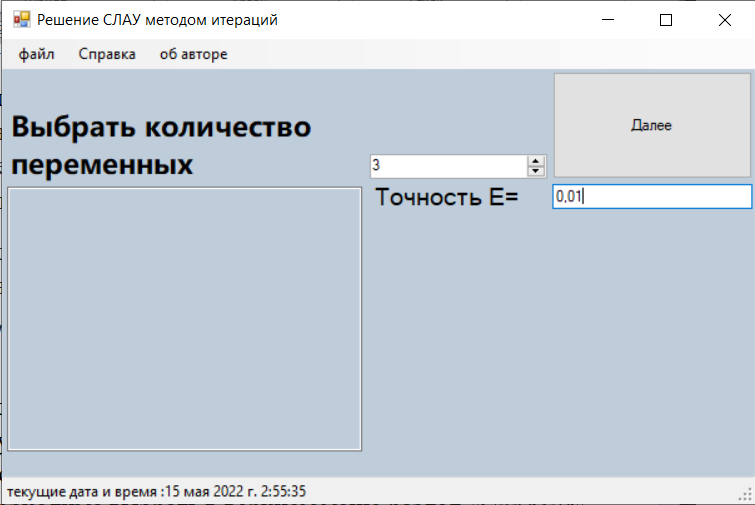 Решение СЛАУ методом итераций
файл Справка об авторе
Далее
Выбрать количество
переменных
3
Точность E= 0,01
текущие дата и время :15 мая 2022 г. 2:55:35